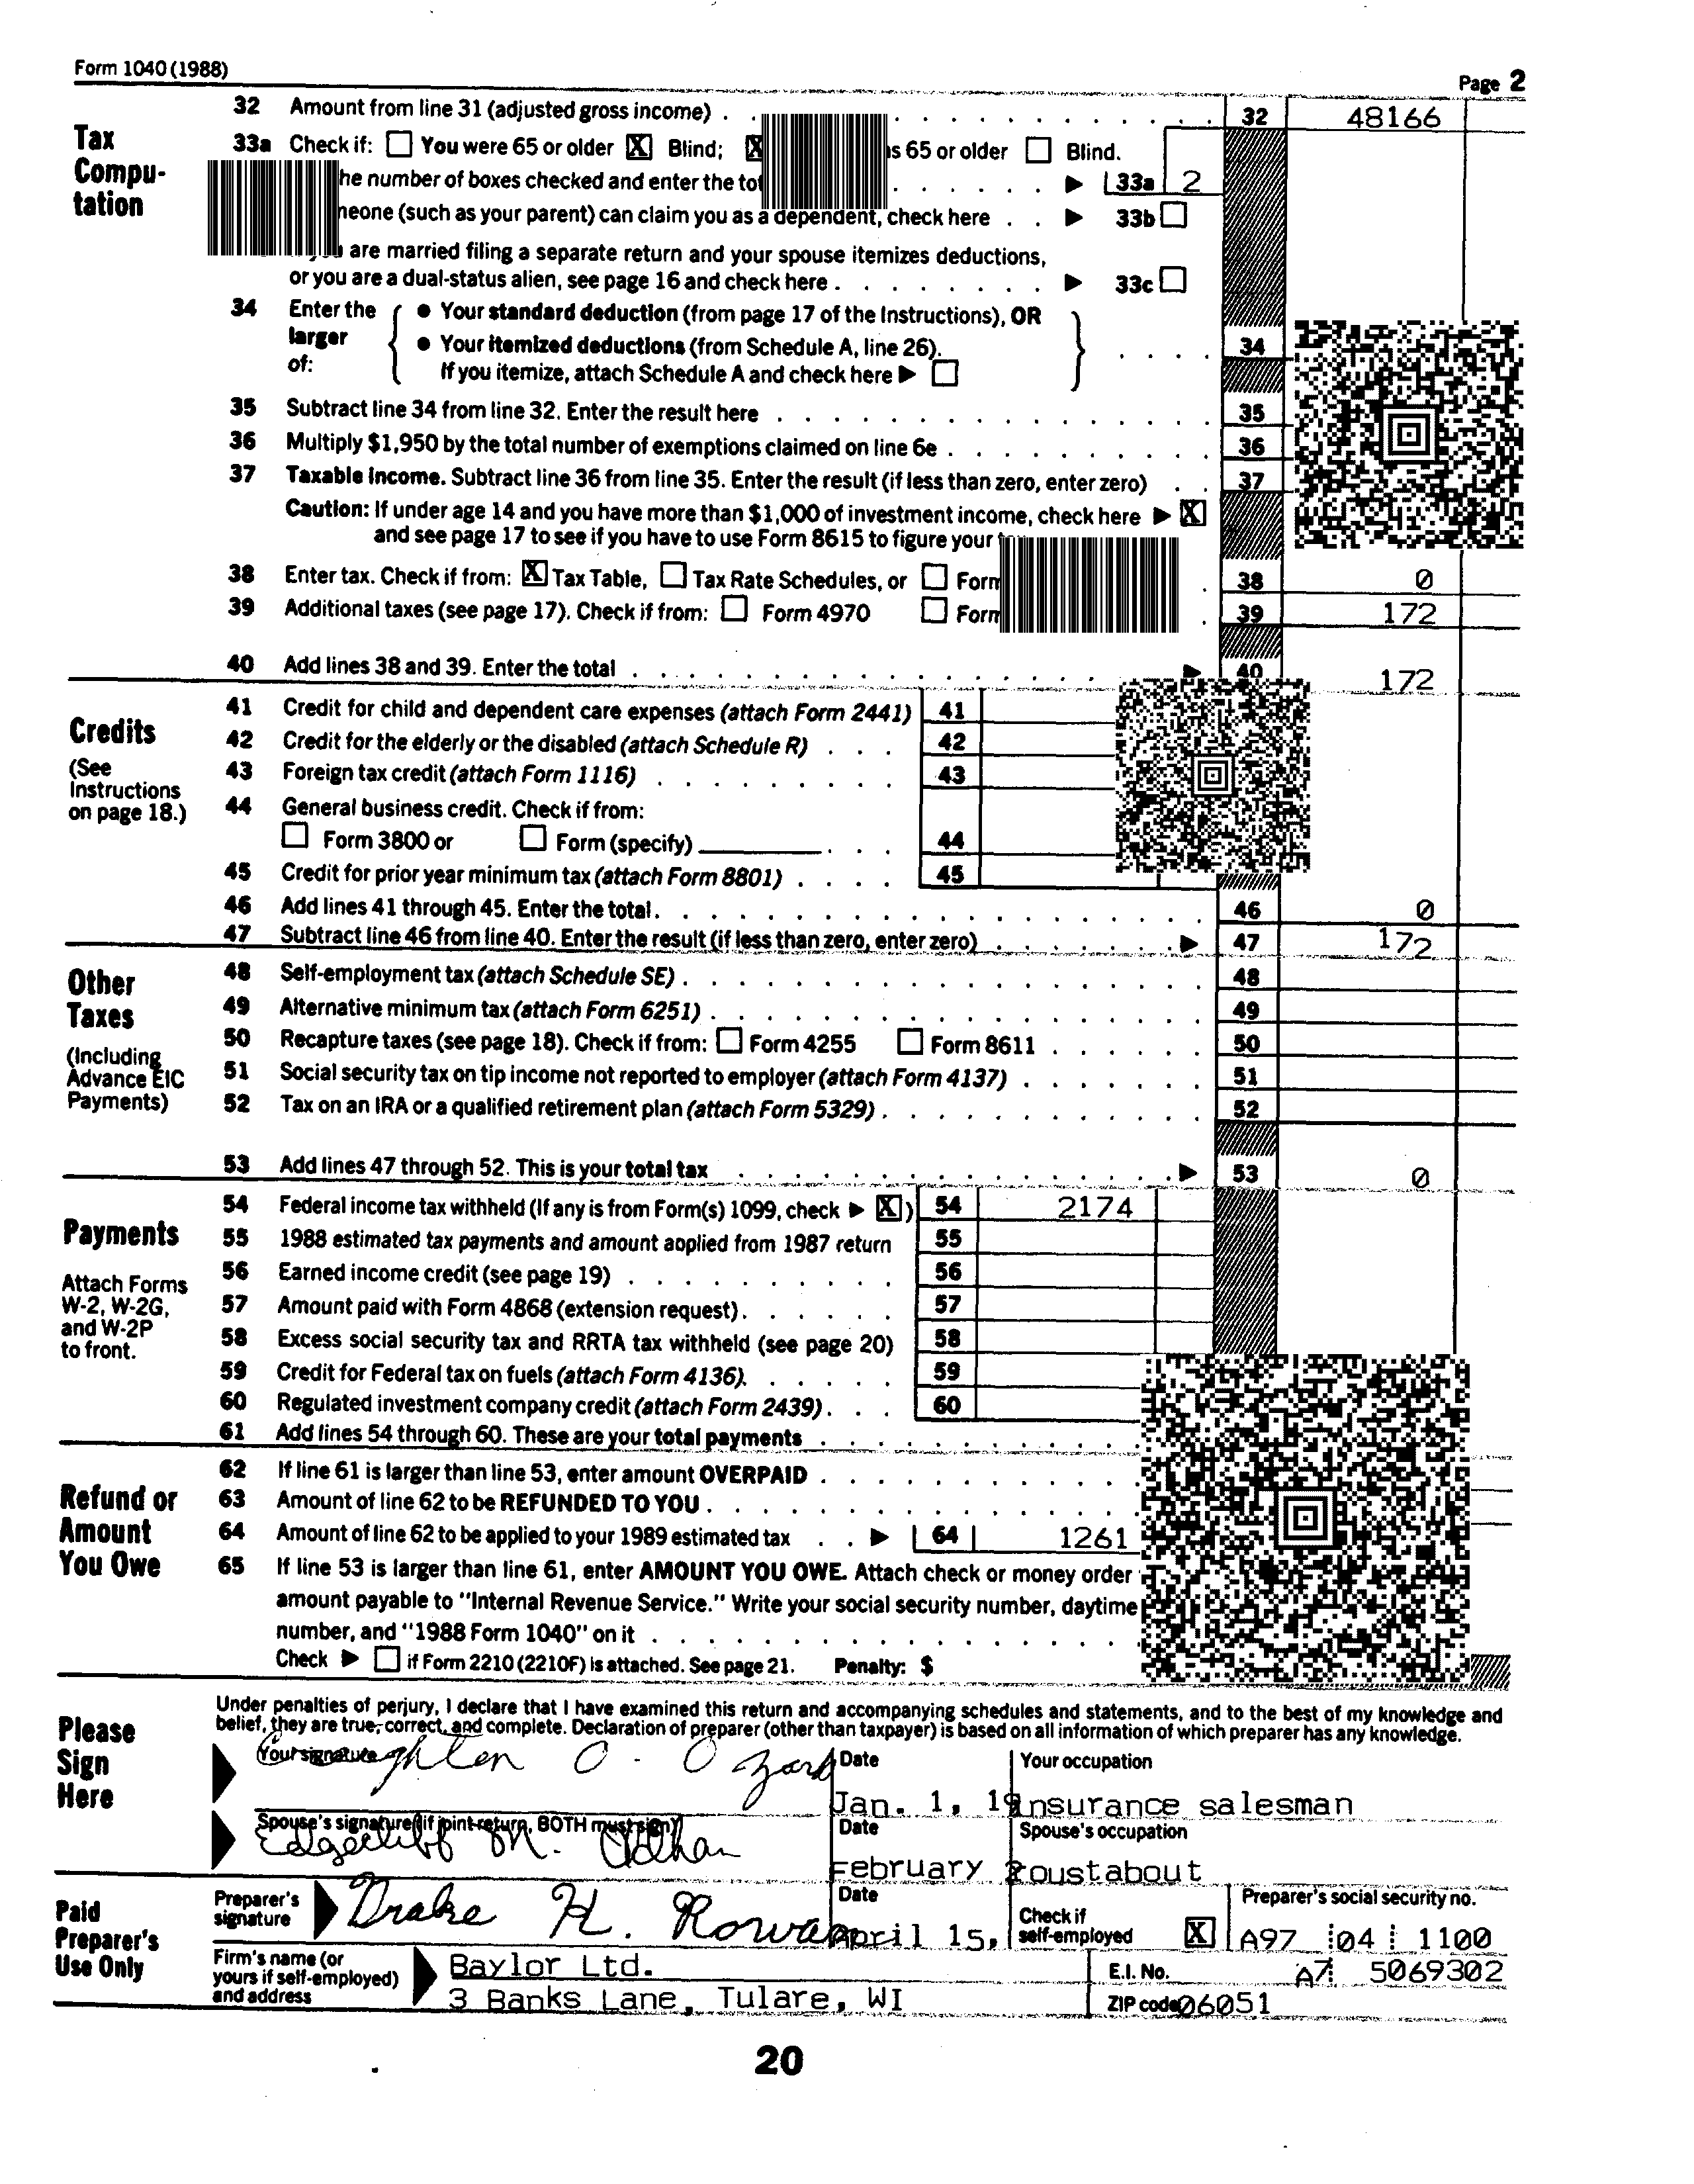 Form 1040 (1988)
Page 2
Tax Compu-tation
32 Amount from line 31 (adjusted gross income) 32 48166
33a Check if: You were 65 or older X Blind; X 65 or older Blind.
the number of boxes checked and enter the 33a 2
(such as your parent) can claim you as a dependent, check here 33b
are married filing a separate return and your spouse itemizes deductions,
or you are a dual-status alien, see page 16 and check here 33c
34 Enter the larger of:
● Your standard deduction (from page 17 of the Instructions), OR
● Your itemized deductions (from Schedule A, line 26). 34
If you itemize, attach Schedule A and check here
35 Subtract line 34 from line 32. Enter the result here 35
36 Multiply $1,950 by the total number of exemptions claimed on line 6e 36
37 Taxable income. Subtract line 36 from line 35. Enter the result (if less than zero, enter zero) 37
Caution: If under age 14 and you have more than $1,000 of investment income, check here X
and see page 17 to see if you have to use Form 8615 to figure your
38 Enter tax. Check if from: X Tax Table, Tax Rate Schedules, or Form 38 0
39 Additional taxes (see page 17). Check if from: Form 4970 Form 39 172
40 Add lines 38 and 39. Enter the total 40 172
Credits
(See Instructions on page 18.)
41 Credit for child and dependent care expenses (attach Form 2441) 41
42 Credit for the elderly or the disabled (attach Schedule R) 42
43 Foreign tax credit (attach Form 1116) 43
44 General business credit. Check if from:
Form 3800 or Form (specify) 44
45 Credit for prior year minimum tax (attach Form 8801) 45
46 Add lines 41 through 45. Enter the total 46 0
47 Subtract line 46 from line 40. Enter the result (if less than zero, enter zero) 47 172
Other Taxes
(Including Advance EIC Payments)
48 Self-employment tax (attach Schedule SE) 48
49 Alternative minimum tax (attach Form 6251) 49
50 Recapture taxes (see page 18). Check if from: Form 4255 Form 8611 50
51 Social security tax on tip income not reported to employer (attach Form 4137) 51
52 Tax on an IRA or a qualified retirement plan (attach Form 5329) 52
53 Add lines 47 through 52. This is your total tax 53 0
Payments
Attach Forms W-2, W-2G, and W-2P to front.
54 Federal income tax withheld (If any is from Form(s) 1099, check X ) 54 2174
55 1988 estimated tax payments and amount applied from 1987 return 55
56 Earned income credit (see page 19) 56
57 Amount paid with Form 4868 (extension request) 57
58 Excess social security tax and RRTA tax withheld (see page 20) 58
59 Credit for Federal tax on fuels (attach Form 4136) 59
60 Regulated investment company credit (attach Form 2439) 60
61 Add lines 54 through 60. These are your total payments
Refund or Amount You Owe
62 If line 61 is larger than line 53, enter amount OVERPAID
63 Amount of line 62 to be REFUNDED TO YOU
64 Amount of line 62 to be applied to your 1989 estimated tax 64 1261
65 If line 53 is larger than line 61, enter AMOUNT YOU OWE. Attach check or money order
amount payable to "Internal Revenue Service." Write your social security number, daytime
number, and "1988 Form 1040" on it
Check if Form 2210 (2210F) is attached. See page 21. Penalty: $
Please Sign Here
Under penalties of perjury, I declare that I have examined this return and accompanying schedules and statements, and to the best of my knowledge and
belief, they are true, correct, and complete. Declaration of preparer (other than taxpayer) is based on all information of which preparer has any knowledge.
Your signature O. Ozark Date Jan. 1, 19 Your occupation insurance salesman
Spouse's signature (if joint return, BOTH must sign) Edgecliff M. Date February Spouse's occupation roustabout
Paid Preparer's Use Only
Preparer's signature Drake H. Rowan Date April 15, Check if self-employed X Preparer's social security no. A97 04 1100
Firm's name (or yours if self-employed) and address Baylor Ltd. E.I. No. A7 5069302
3 Banks Lane, Tulare, WI ZIP code 06051
20